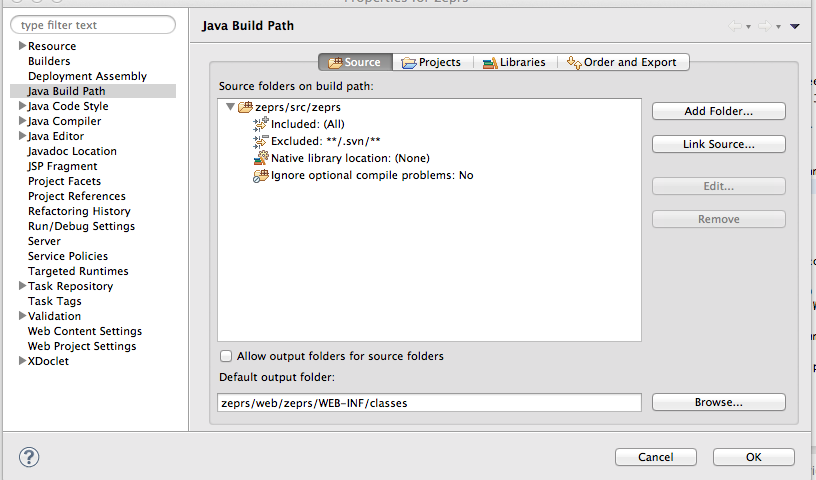 Properties for zeprs
type filter text
Resource
Builders
Deployment Assembly
Java Build Path
Java Code Style
Java Compiler
Java Editor
Javadoc Location
JSP Fragment
Project Facets
Project References
Refactoring History
Run/Debug Settings
Server
Service Policies
Targeted Runtimes
Task Repository
Task Tags
Validation
Web Content Settings
Web Project Settings
XDoclet
Java Build Path
Source Projects Libraries Order and Export
Source folders on build path:
zeprs/src/zeprs
Included: (All)
Excluded: **/.svn/**
Native library location: (None)
Ignore optional compile problems: No
Add Folder...
Link Source...
Edit...
Remove
Allow output folders for source folders
Default output folder:
zeprs/web/zeprs/WEB-INF/classes
Browse...
?
Cancel
OK